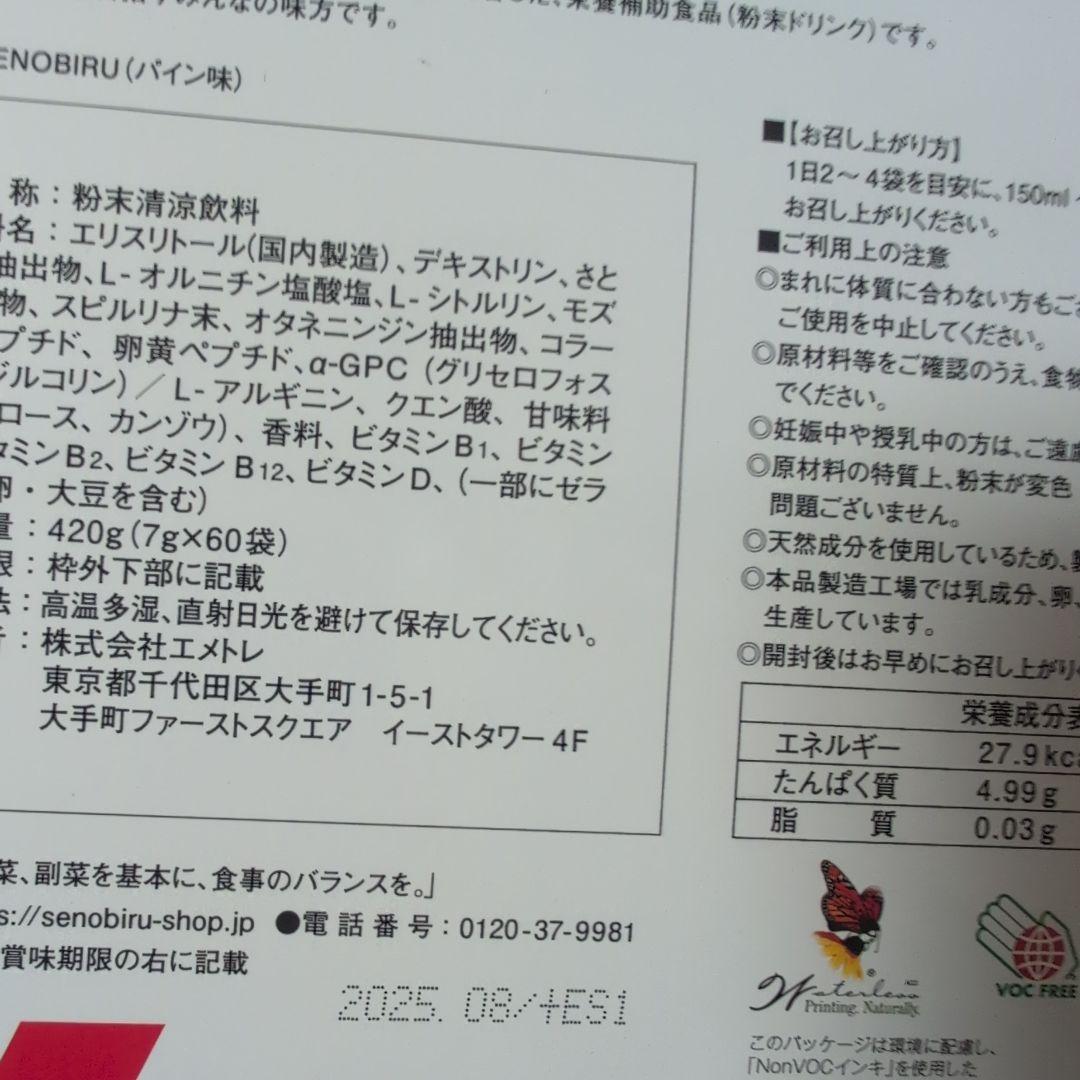 みんなの味方です。
栄養補助食品(粉末ドリンク)です。
ENOBIRU(パイン味)
称:粉末清涼飲料
名:エリスリトール(国内製造)、デキストリン、さと
抽出物、L-オルニチン塩酸塩、L-シトルリン、モズ
物、スピルリナ末、オタネニンジン抽出物、コラー
プチド、卵黄ペプチド、α-GPC(グリセロフォス
ルコリン)/L-アルギニン、クエン酸、甘味料
ロース、カンゾウ)、香料、ビタミンB1、ビタミン
タミンB2、ビタミンB12、ビタミンD、(一部にゼラ
卵・大豆を含む)
量:420g(7g×60袋)
限:枠外下部に記載
法:高温多湿、直射日光を避けて保存してください。
株式会社エメトレ
東京都千代田区大手町1-5-1
大手町ファーストスクエア イーストタワー4F
菜、副菜を基本に、食事のバランスを。」
s://senobiru-shop.jp ●電話番号:0120-37-9981
賞味期限の右に記載
2025.08/4ES1
■【お召し上がり方】
1日2~4袋を目安に。150ml
お召し上がりください。
■ご利用上の注意
◎まれに体質に合わない方もご
ご使用を中止してください。
◎原材料等をご確認のうえ、食物
でください。
◎妊娠中や授乳中の方は、ご遠慮
◎原材料の特質上、粉末が変色
問題ございません。
◎天然成分を使用しているため、
◎本品製造工場では乳成分、卵、
生産しています。
◎開封後はお早めにお召し上がり
栄養成分表
エネルギー 27.9kc
たんぱく質 4.99g
脂質 0.03g
Waterless
Printing. Naturally.
VOC FREE
このパッケージは環境に配慮し、
「NonVOCインキ」を使用した